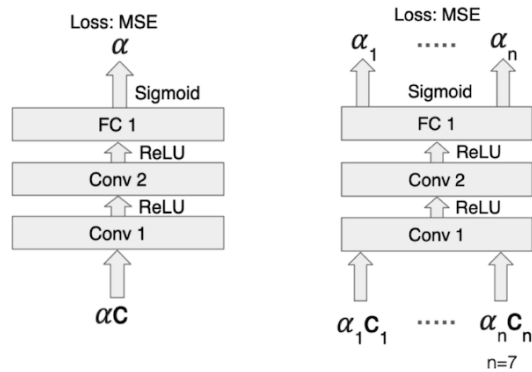 Loss: MSE
α
Sigmoid
FC 1
ReLU
Conv 2
ReLU
Conv 1
αC
Loss: MSE
α1 ..... αn
Sigmoid
FC 1
ReLU
Conv 2
ReLU
Conv 1
α1C1 ..... αnCn
n=7